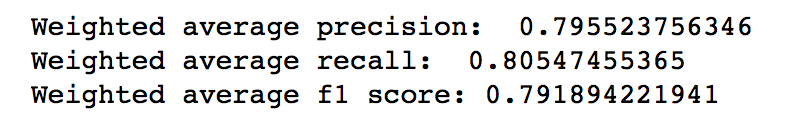 Weighted average precision:  0.795523756346
Weighted average recall:  0.80547455365
Weighted average f1 score: 0.791894221941